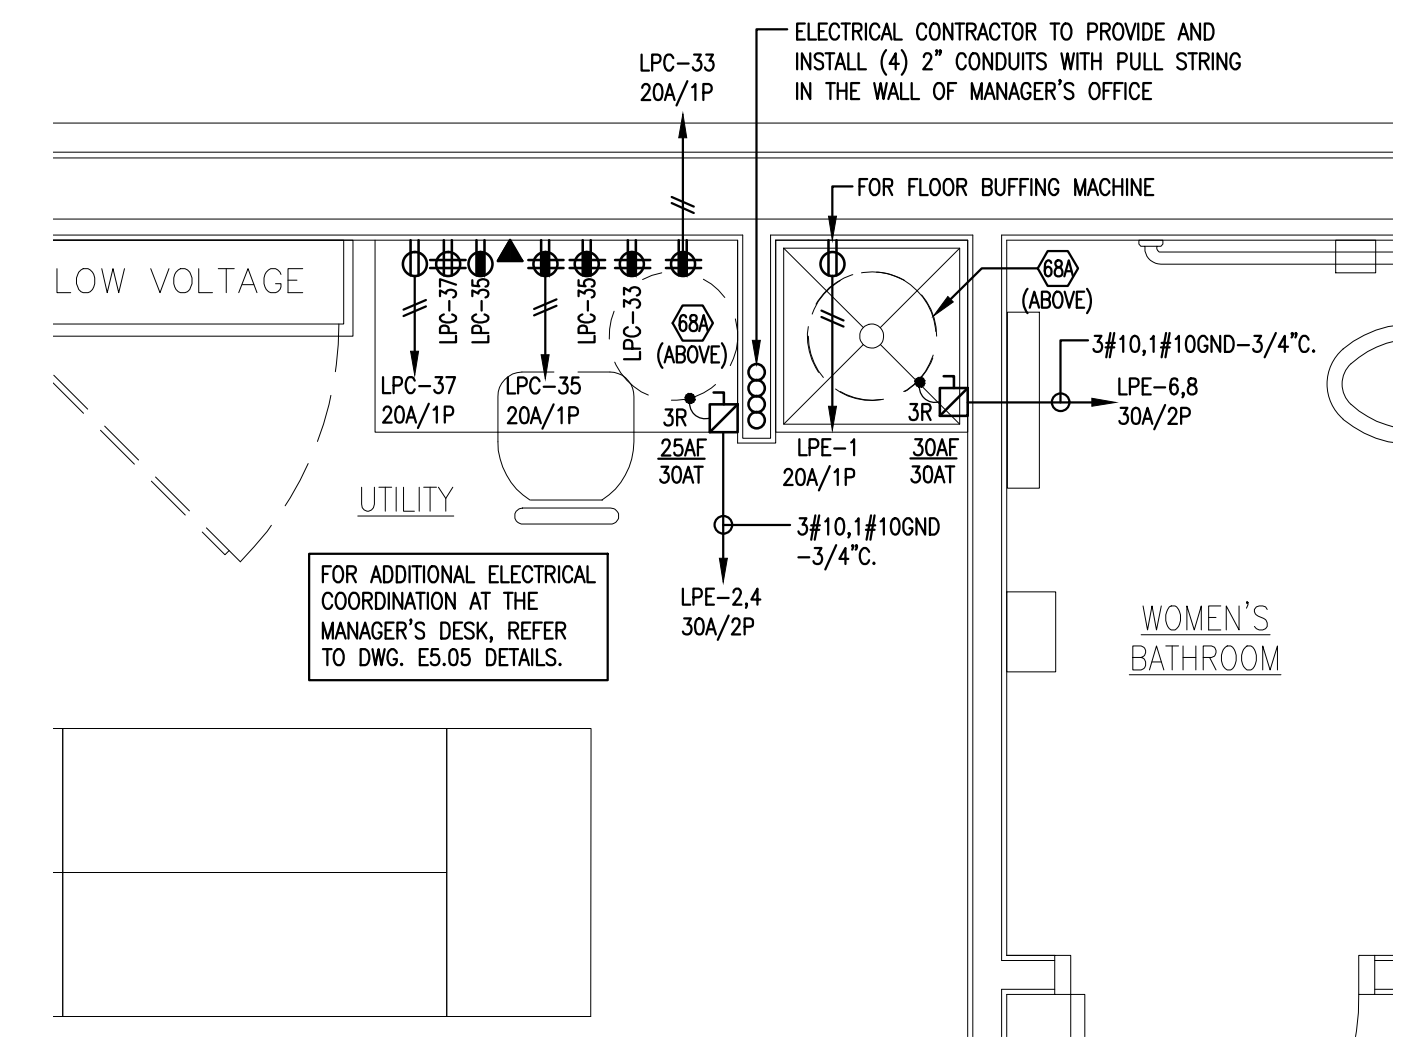 ELECTRICAL CONTRACTOR TO PROVIDE AND
INSTALL (4) 2" CONDUITS WITH PULL STRING
IN THE WALL OF MANAGER'S OFFICE
LPC-33
20A/1P
FOR FLOOR BUFFING MACHINE
LOW VOLTAGE
LPC-37
LPC-35
LPC-35
LPC-33
68A
(ABOVE)
68A
(ABOVE)
3#10,1#10GND-3/4"C.
LPC-37
20A/1P
LPC-35
20A/1P
3R
25AF
30AT
LPE-1
20A/1P
3R
30AF
30AT
LPE-6,8
30A/2P
UTILITY
3#10,1#10GND
-3/4"C.
LPE-2,4
30A/2P
FOR ADDITIONAL ELECTRICAL
COORDINATION AT THE
MANAGER'S DESK, REFER
TO DWG. E5.05 DETAILS.
WOMEN'S
BATHROOM